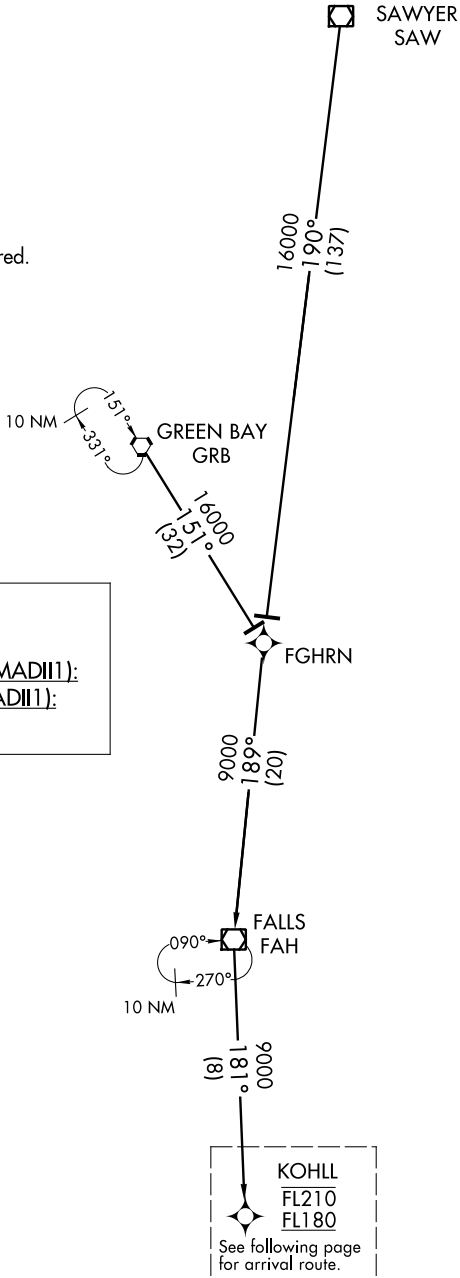 SAWYER
SAW
16000
190°
(137)
red.
10 NM
151°
331°
GREEN BAY
GRB
16000
151°
(32)
MADII1):
ADII1):
FGHRN
9000
189°
(20)
FALLS
FAH
090°
270°
10 NM
9000
181°
(8)
KOHLL
FL210
FL180
See following page
for arrival route.